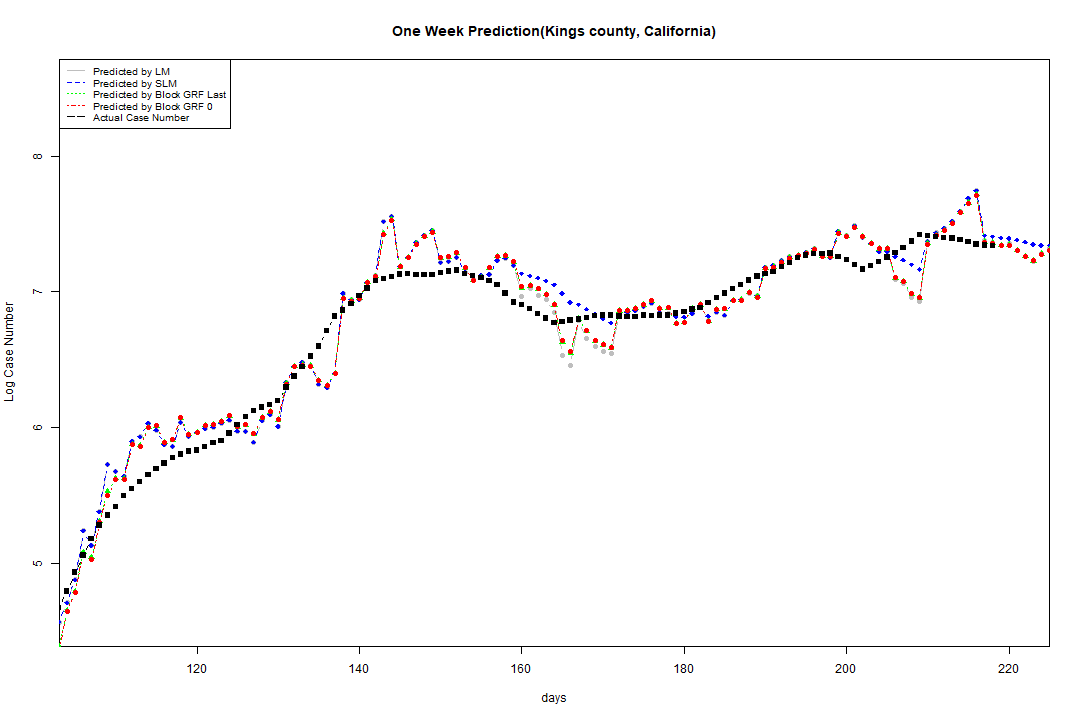 One Week Prediction(Kings county, California)
Predicted by LM
Predicted by SLM
Predicted by Block GRF Last
Predicted by Block GRF 0
Actual Case Number
Log Case Number
8
7
6
5
120 140 160 180 200 220
days